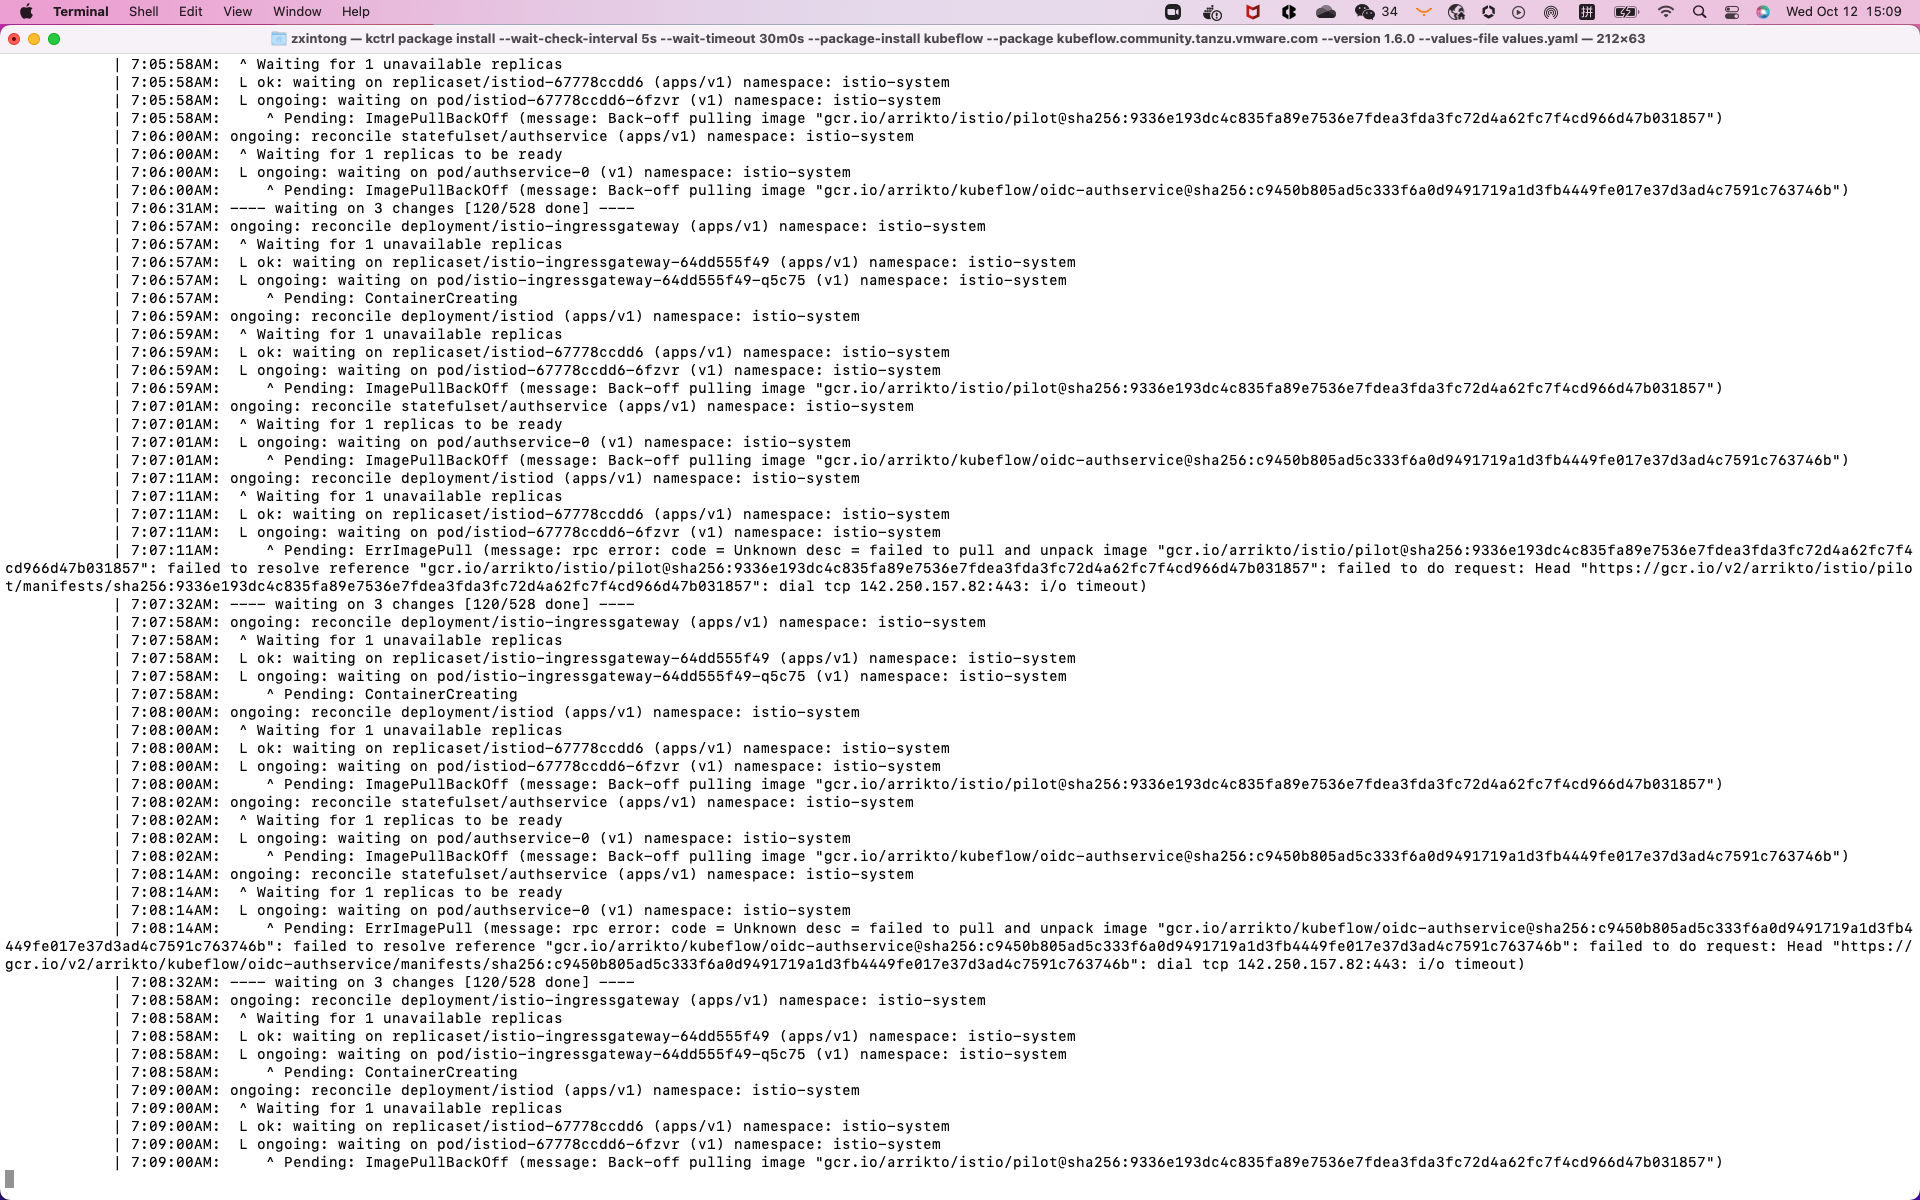 Terminal Shell Edit View Window Help 34 拼 Wed Oct 12 15:09
zxintong — kctrl package install --wait-check-interval 5s --wait-timeout 30m0s --package-install kubeflow --package kubeflow.community.tanzu.vmware.com --version 1.6.0 --values-file values.yaml — 212×63
| 7:05:58AM:  ^ Waiting for 1 unavailable replicas
| 7:05:58AM:  L ok: waiting on replicaset/istiod-67778ccdd6 (apps/v1) namespace: istio-system
| 7:05:58AM:  L ongoing: waiting on pod/istiod-67778ccdd6-6fzvr (v1) namespace: istio-system
| 7:05:58AM:     ^ Pending: ImagePullBackOff (message: Back-off pulling image "gcr.io/arrikto/istio/pilot@sha256:9336e193dc4c835fa89e7536e7fdea3fda3fc72d4a62fc7f4cd966d47b031857")
| 7:06:00AM: ongoing: reconcile statefulset/authservice (apps/v1) namespace: istio-system
| 7:06:00AM:  ^ Waiting for 1 replicas to be ready
| 7:06:00AM:  L ongoing: waiting on pod/authservice-0 (v1) namespace: istio-system
| 7:06:00AM:     ^ Pending: ImagePullBackOff (message: Back-off pulling image "gcr.io/arrikto/kubeflow/oidc-authservice@sha256:c9450b805ad5c333f6a0d9491719a1d3fb4449fe017e37d3ad4c7591c763746b")
| 7:06:31AM: ---- waiting on 3 changes [120/528 done] ----
| 7:06:57AM: ongoing: reconcile deployment/istio-ingressgateway (apps/v1) namespace: istio-system
| 7:06:57AM:  ^ Waiting for 1 unavailable replicas
| 7:06:57AM:  L ok: waiting on replicaset/istio-ingressgateway-64dd555f49 (apps/v1) namespace: istio-system
| 7:06:57AM:  L ongoing: waiting on pod/istio-ingressgateway-64dd555f49-q5c75 (v1) namespace: istio-system
| 7:06:57AM:     ^ Pending: ContainerCreating
| 7:06:59AM: ongoing: reconcile deployment/istiod (apps/v1) namespace: istio-system
| 7:06:59AM:  ^ Waiting for 1 unavailable replicas
| 7:06:59AM:  L ok: waiting on replicaset/istiod-67778ccdd6 (apps/v1) namespace: istio-system
| 7:06:59AM:  L ongoing: waiting on pod/istiod-67778ccdd6-6fzvr (v1) namespace: istio-system
| 7:06:59AM:     ^ Pending: ImagePullBackOff (message: Back-off pulling image "gcr.io/arrikto/istio/pilot@sha256:9336e193dc4c835fa89e7536e7fdea3fda3fc72d4a62fc7f4cd966d47b031857")
| 7:07:01AM: ongoing: reconcile statefulset/authservice (apps/v1) namespace: istio-system
| 7:07:01AM:  ^ Waiting for 1 replicas to be ready
| 7:07:01AM:  L ongoing: waiting on pod/authservice-0 (v1) namespace: istio-system
| 7:07:01AM:     ^ Pending: ImagePullBackOff (message: Back-off pulling image "gcr.io/arrikto/kubeflow/oidc-authservice@sha256:c9450b805ad5c333f6a0d9491719a1d3fb4449fe017e37d3ad4c7591c763746b")
| 7:07:11AM: ongoing: reconcile deployment/istiod (apps/v1) namespace: istio-system
| 7:07:11AM:  ^ Waiting for 1 unavailable replicas
| 7:07:11AM:  L ok: waiting on replicaset/istiod-67778ccdd6 (apps/v1) namespace: istio-system
| 7:07:11AM:  L ongoing: waiting on pod/istiod-67778ccdd6-6fzvr (v1) namespace: istio-system
| 7:07:11AM:     ^ Pending: ErrImagePull (message: rpc error: code = Unknown desc = failed to pull and unpack image "gcr.io/arrikto/istio/pilot@sha256:9336e193dc4c835fa89e7536e7fdea3fda3fc72d4a62fc7f4
cd966d47b031857": failed to resolve reference "gcr.io/arrikto/istio/pilot@sha256:9336e193dc4c835fa89e7536e7fdea3fda3fc72d4a62fc7f4cd966d47b031857": failed to do request: Head "https://gcr.io/v2/arrikto/istio/pilo
t/manifests/sha256:9336e193dc4c835fa89e7536e7fdea3fda3fc72d4a62fc7f4cd966d47b031857": dial tcp 142.250.157.82:443: i/o timeout)
| 7:07:32AM: ---- waiting on 3 changes [120/528 done] ----
| 7:07:58AM: ongoing: reconcile deployment/istio-ingressgateway (apps/v1) namespace: istio-system
| 7:07:58AM:  ^ Waiting for 1 unavailable replicas
| 7:07:58AM:  L ok: waiting on replicaset/istio-ingressgateway-64dd555f49 (apps/v1) namespace: istio-system
| 7:07:58AM:  L ongoing: waiting on pod/istio-ingressgateway-64dd555f49-q5c75 (v1) namespace: istio-system
| 7:07:58AM:     ^ Pending: ContainerCreating
| 7:08:00AM: ongoing: reconcile deployment/istiod (apps/v1) namespace: istio-system
| 7:08:00AM:  ^ Waiting for 1 unavailable replicas
| 7:08:00AM:  L ok: waiting on replicaset/istiod-67778ccdd6 (apps/v1) namespace: istio-system
| 7:08:00AM:  L ongoing: waiting on pod/istiod-67778ccdd6-6fzvr (v1) namespace: istio-system
| 7:08:00AM:     ^ Pending: ImagePullBackOff (message: Back-off pulling image "gcr.io/arrikto/istio/pilot@sha256:9336e193dc4c835fa89e7536e7fdea3fda3fc72d4a62fc7f4cd966d47b031857")
| 7:08:02AM: ongoing: reconcile statefulset/authservice (apps/v1) namespace: istio-system
| 7:08:02AM:  ^ Waiting for 1 replicas to be ready
| 7:08:02AM:  L ongoing: waiting on pod/authservice-0 (v1) namespace: istio-system
| 7:08:02AM:     ^ Pending: ImagePullBackOff (message: Back-off pulling image "gcr.io/arrikto/kubeflow/oidc-authservice@sha256:c9450b805ad5c333f6a0d9491719a1d3fb4449fe017e37d3ad4c7591c763746b")
| 7:08:14AM: ongoing: reconcile statefulset/authservice (apps/v1) namespace: istio-system
| 7:08:14AM:  ^ Waiting for 1 replicas to be ready
| 7:08:14AM:  L ongoing: waiting on pod/authservice-0 (v1) namespace: istio-system
| 7:08:14AM:     ^ Pending: ErrImagePull (message: rpc error: code = Unknown desc = failed to pull and unpack image "gcr.io/arrikto/kubeflow/oidc-authservice@sha256:c9450b805ad5c333f6a0d9491719a1d3fb4
449fe017e37d3ad4c7591c763746b": failed to resolve reference "gcr.io/arrikto/kubeflow/oidc-authservice@sha256:c9450b805ad5c333f6a0d9491719a1d3fb4449fe017e37d3ad4c7591c763746b": failed to do request: Head "https://
gcr.io/v2/arrikto/kubeflow/oidc-authservice/manifests/sha256:c9450b805ad5c333f6a0d9491719a1d3fb4449fe017e37d3ad4c7591c763746b": dial tcp 142.250.157.82:443: i/o timeout)
| 7:08:32AM: ---- waiting on 3 changes [120/528 done] ----
| 7:08:58AM: ongoing: reconcile deployment/istio-ingressgateway (apps/v1) namespace: istio-system
| 7:08:58AM:  ^ Waiting for 1 unavailable replicas
| 7:08:58AM:  L ok: waiting on replicaset/istio-ingressgateway-64dd555f49 (apps/v1) namespace: istio-system
| 7:08:58AM:  L ongoing: waiting on pod/istio-ingressgateway-64dd555f49-q5c75 (v1) namespace: istio-system
| 7:08:58AM:     ^ Pending: ContainerCreating
| 7:09:00AM: ongoing: reconcile deployment/istiod (apps/v1) namespace: istio-system
| 7:09:00AM:  ^ Waiting for 1 unavailable replicas
| 7:09:00AM:  L ok: waiting on replicaset/istiod-67778ccdd6 (apps/v1) namespace: istio-system
| 7:09:00AM:  L ongoing: waiting on pod/istiod-67778ccdd6-6fzvr (v1) namespace: istio-system
| 7:09:00AM:     ^ Pending: ImagePullBackOff (message: Back-off pulling image "gcr.io/arrikto/istio/pilot@sha256:9336e193dc4c835fa89e7536e7fdea3fda3fc72d4a62fc7f4cd966d47b031857")